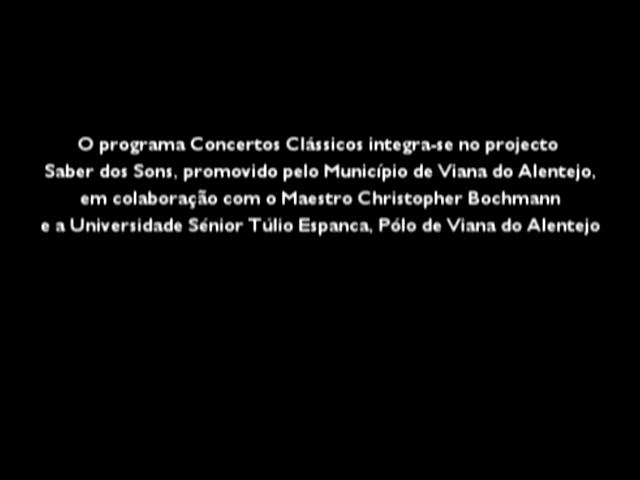 O programa Concertos Clássicos integra-se no projecto
Saber dos Sons, promovido pelo Município de Viana do Alentejo,
em colaboração com o Maestro Christopher Bochmann
e a Universidade Sénior Túlio Espanca, Pólo de Viana do Alentejo